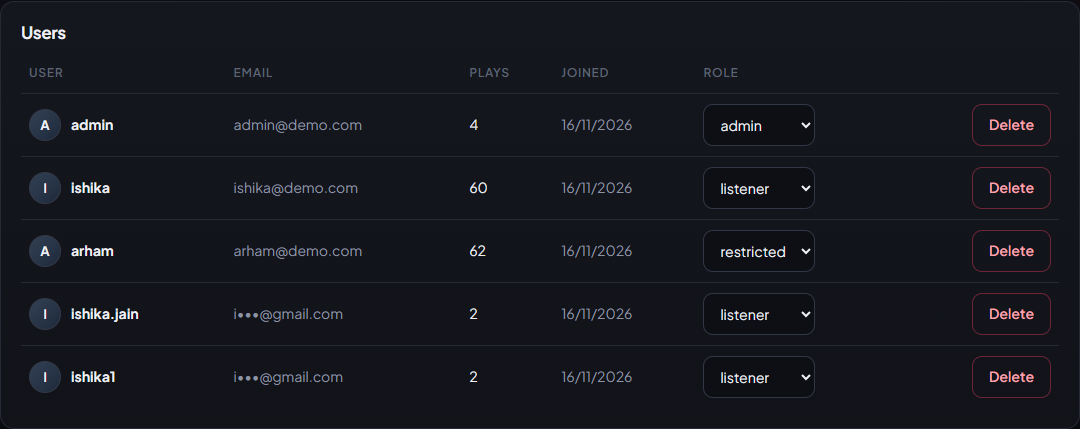 Users
USER EMAIL PLAYS JOINED ROLE
A admin admin@demo.com 4 16/11/2026 admin Delete
I ishika ishika@demo.com 60 16/11/2026 listener Delete
A arham arham@demo.com 62 16/11/2026 restricted Delete
I ishika.jain i•••@gmail.com 2 16/11/2026 listener Delete
I ishika1 i•••@gmail.com 2 16/11/2026 listener Delete